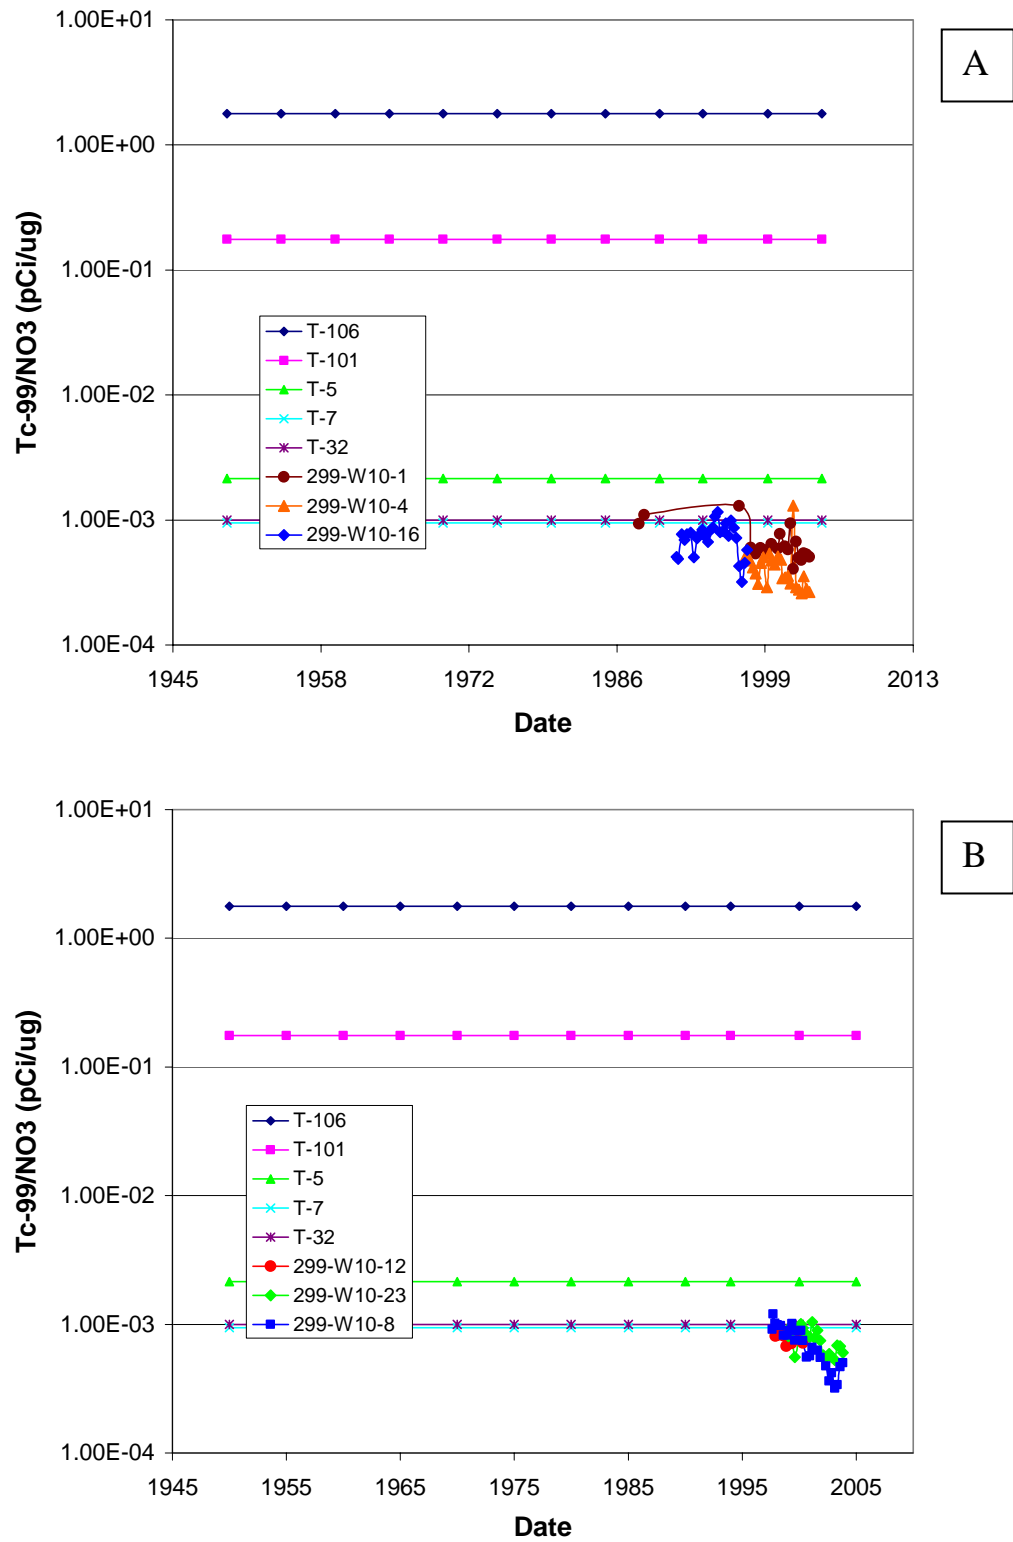 A
Tc-99/NO3 (pCi/ug)
1.00E+01
1.00E+00
1.00E-01
1.00E-02
1.00E-03
1.00E-04
T-106
T-101
T-5
T-7
T-32
299-W10-1
299-W10-4
299-W10-16
1945 1958 1972 1986 1999 2013
Date
B
Tc-99/NO3 (pCi/ug)
1.00E+01
1.00E+00
1.00E-01
1.00E-02
1.00E-03
1.00E-04
T-106
T-101
T-5
T-7
T-32
299-W10-12
299-W10-23
299-W10-8
1945 1955 1965 1975 1985 1995 2005
Date